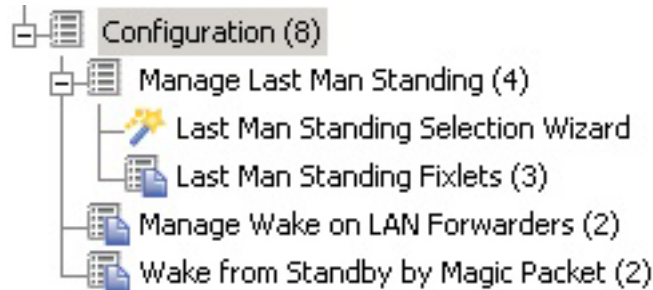 Configuration (8)
Manage Last Man Standing (4)
Last Man Standing Selection Wizard
Last Man Standing Fixlets (3)
Manage Wake on LAN Forwarders (2)
Wake from Standby by Magic Packet (2)